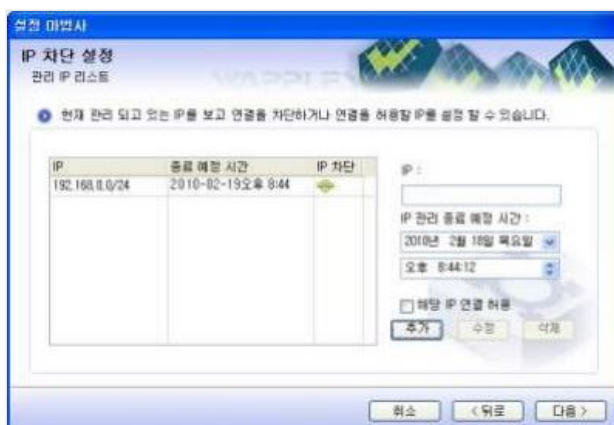 설정 마법사
IP 차단 설정
관리 IP 리스트
WAPPLES
현재 관리 되고 있는 IP를 보고 연결을 차단하거나 연결을 허용할 IP를 설정 할 수 있습니다.
IP 종료 예정 시간 IP 차단
192.168.0.0/24 2010-02-19오후 8:44
IP :
IP 관리 종료 예정 시간 :
2010년 2월 18일 목요일
오후 8:44:12
해당 IP 연결 허용
추가 수정 삭제
취소 < 뒤로 다음 >